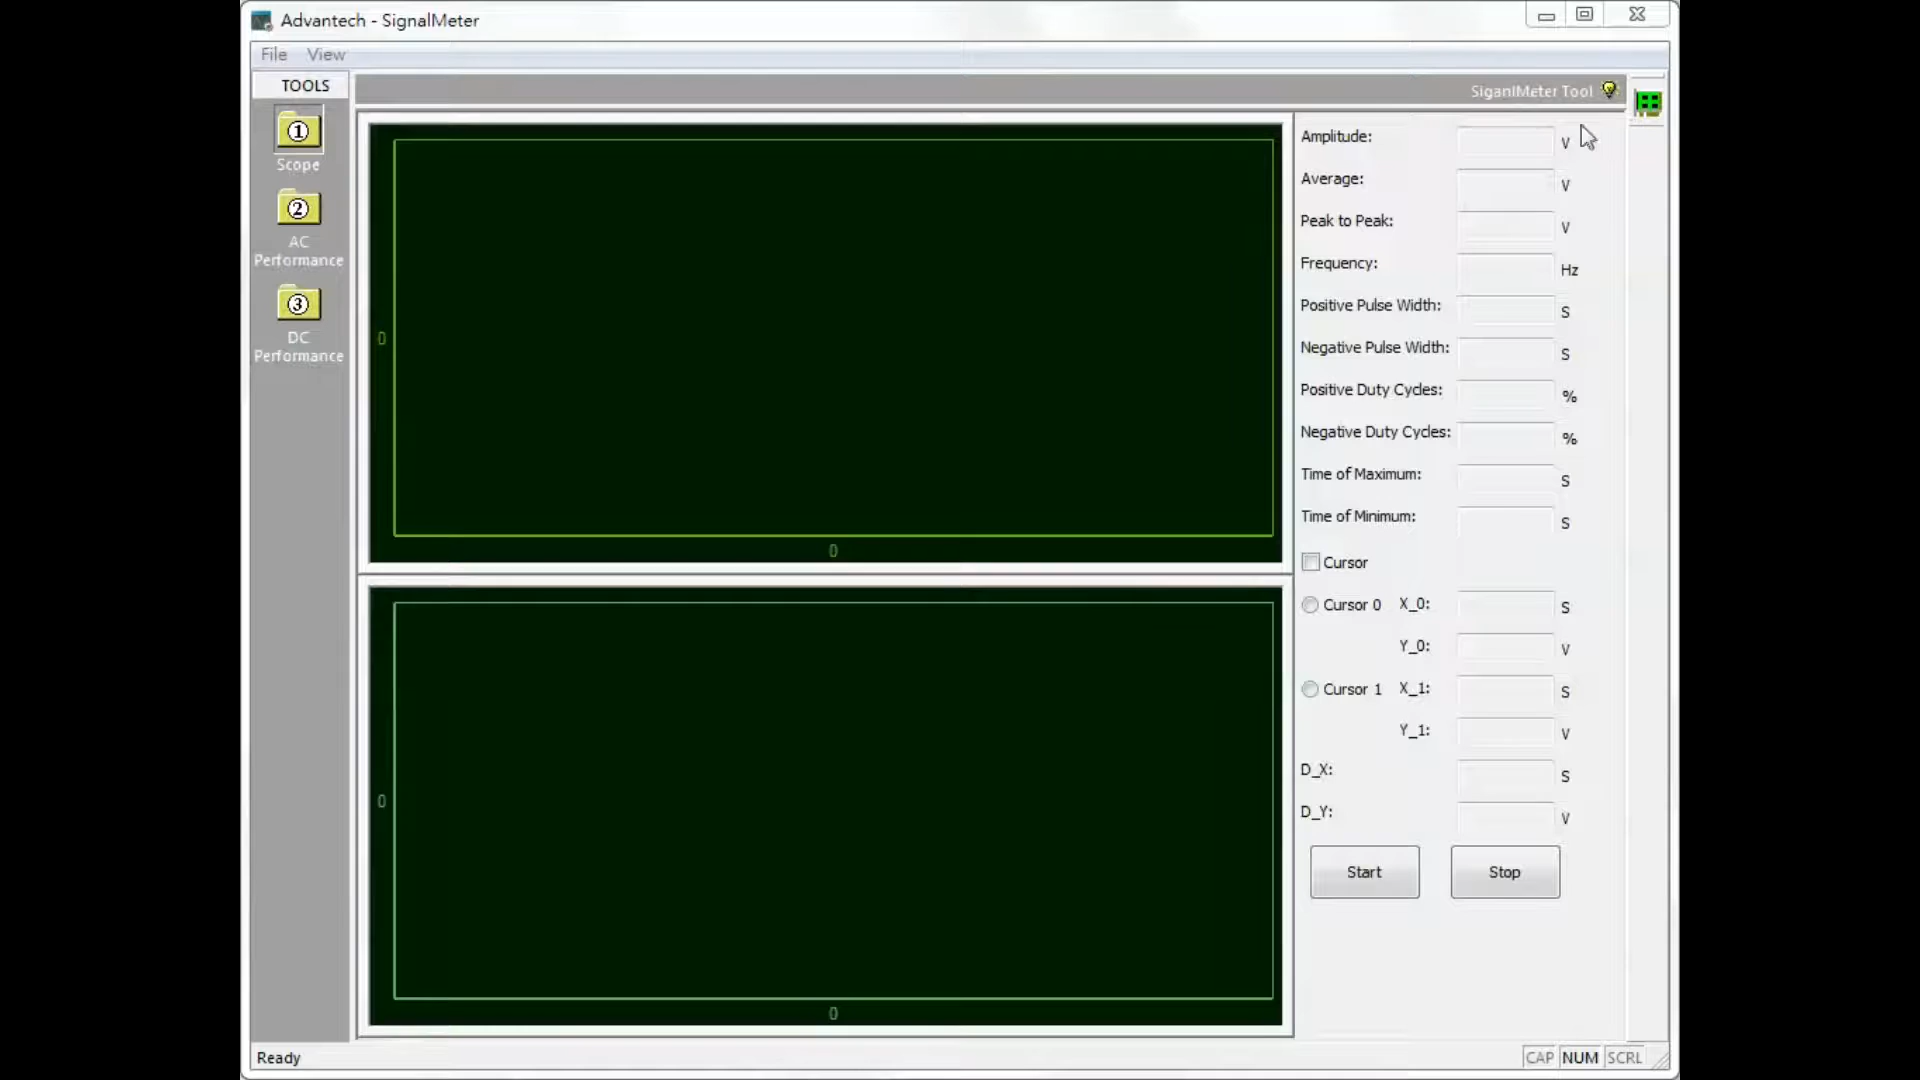 Advantech - SignalMeter
File View
TOOLS
SiganlMeter Tool
1
Scope
2
AC
Performance
3
DC
Performance
0
0
0
0
Amplitude: V
Average: V
Peak to Peak: V
Frequency: Hz
Positive Pulse Width: S
Negative Pulse Width: S
Positive Duty Cycles: %
Negative Duty Cycles: %
Time of Maximum: S
Time of Minimum: S
Cursor
Cursor 0 X_0: S
Y_0: V
Cursor 1 X_1: S
Y_1: V
D_X: S
D_Y: V
Start Stop
Ready CAP NUM SCRL